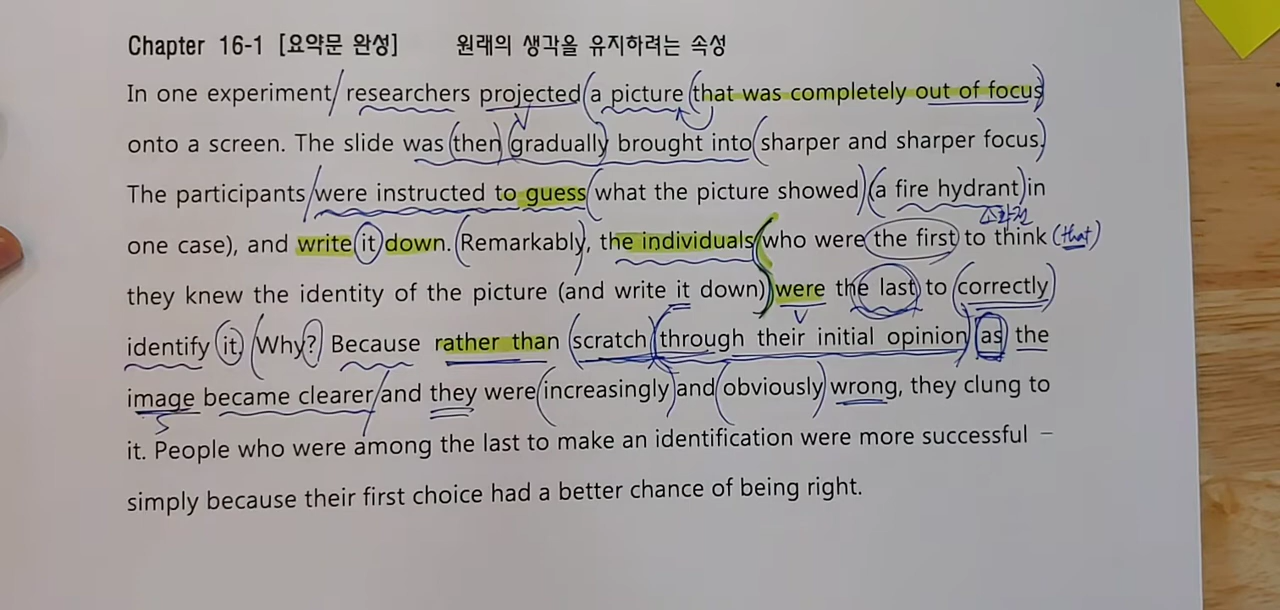 Chapter 16-1 [요약문 완성] 원래의 생각을 유지하려는 속성
In one experiment researchers projected a picture that was completely out of focus
onto a screen. The slide was then gradually brought into sharper and sharper focus.
The participants were instructed to guess what the picture showed (a fire hydrant in
소화전
one case), and write it down. Remarkably, the individuals who were the first to think (that)
they knew the identity of the picture (and write it down) were the last to correctly
identify it. Why? Because rather than scratch through their initial opinion as the
image became clearer and they were increasingly and obviously wrong, they clung to
S
it. People who were among the last to make an identification were more successful –
simply because their first choice had a better chance of being right.